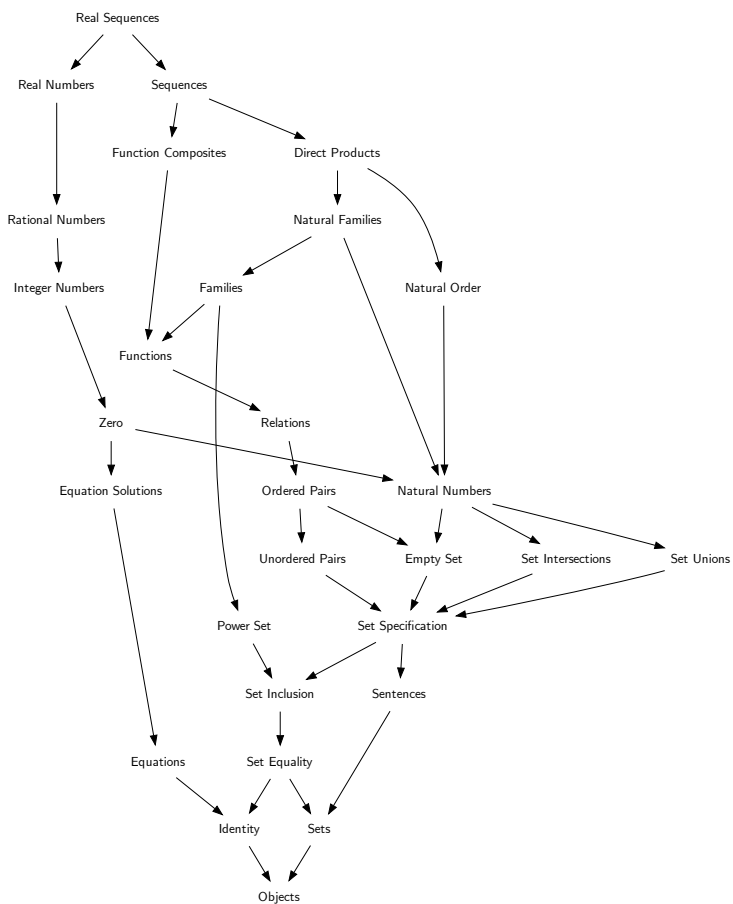 Real Sequences
Real Numbers
Sequences
Function Composites
Direct Products
Rational Numbers
Natural Families
Integer Numbers
Families
Natural Order
Functions
Zero
Relations
Equation Solutions
Ordered Pairs
Natural Numbers
Unordered Pairs
Empty Set
Set Intersections
Set Unions
Power Set
Set Specification
Set Inclusion
Sentences
Equations
Set Equality
Identity
Sets
Objects